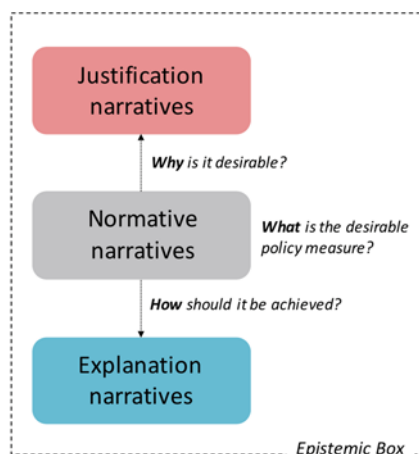 Justification
narratives
Why is it desirable?
Normative
narratives
What is the desirable
policy measure?
How should it be achieved?
Explanation
narratives
Epistemic Box